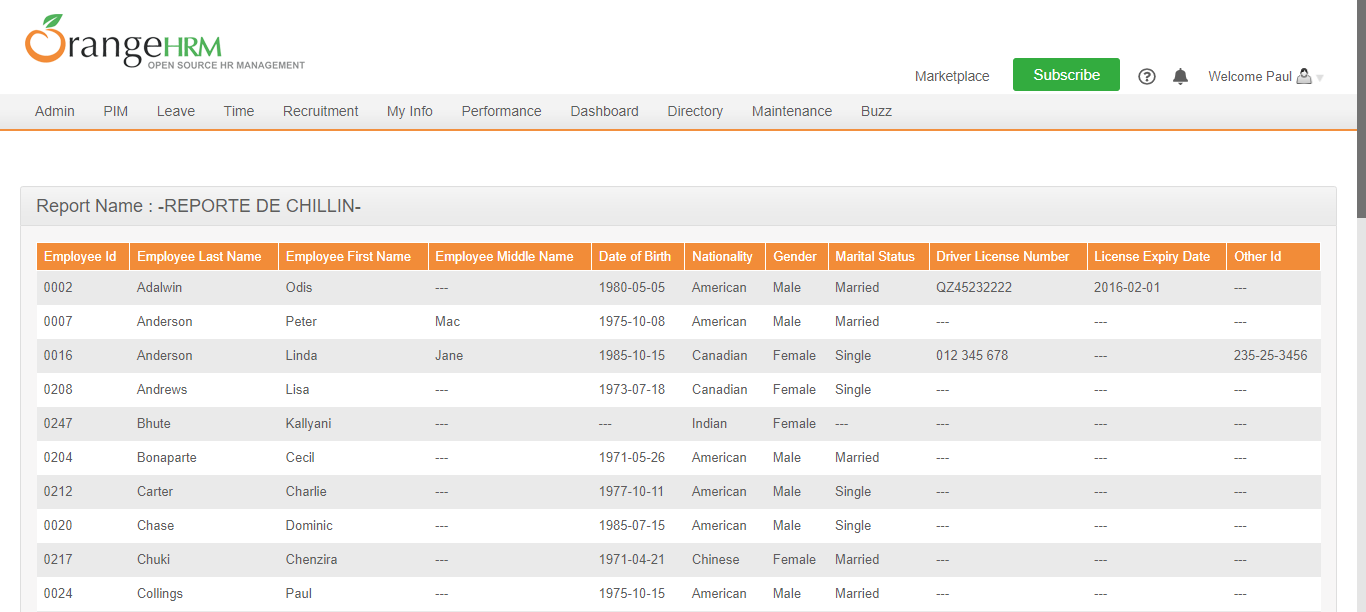 OrangeHRM
OPEN SOURCE HR MANAGEMENT
Marketplace Subscribe ? Welcome Paul
Admin PIM Leave Time Recruitment My Info Performance Dashboard Directory Maintenance Buzz
Report Name : -REPORTE DE CHILLIN-
Employee Id Employee Last Name Employee First Name Employee Middle Name Date of Birth Nationality Gender Marital Status Driver License Number License Expiry Date Other Id
0002 Adalwin Odis --- 1980-05-05 American Male Married QZ45232222 2016-02-01 ---
0007 Anderson Peter Mac 1975-10-08 American Male Married --- --- ---
0016 Anderson Linda Jane 1985-10-15 Canadian Female Single 012 345 678 --- 235-25-3456
0208 Andrews Lisa --- 1973-07-18 Canadian Female Single --- --- ---
0247 Bhute Kallyani --- --- Indian Female --- --- --- ---
0204 Bonaparte Cecil --- 1971-05-26 American Male Married --- --- ---
0212 Carter Charlie --- 1977-10-11 American Male Single --- --- ---
0020 Chase Dominic --- 1985-07-15 American Male Single --- --- ---
0217 Chuki Chenzira --- 1971-04-21 Chinese Female Married --- --- ---
0024 Collings Paul --- 1975-10-15 American Male Married --- --- ---